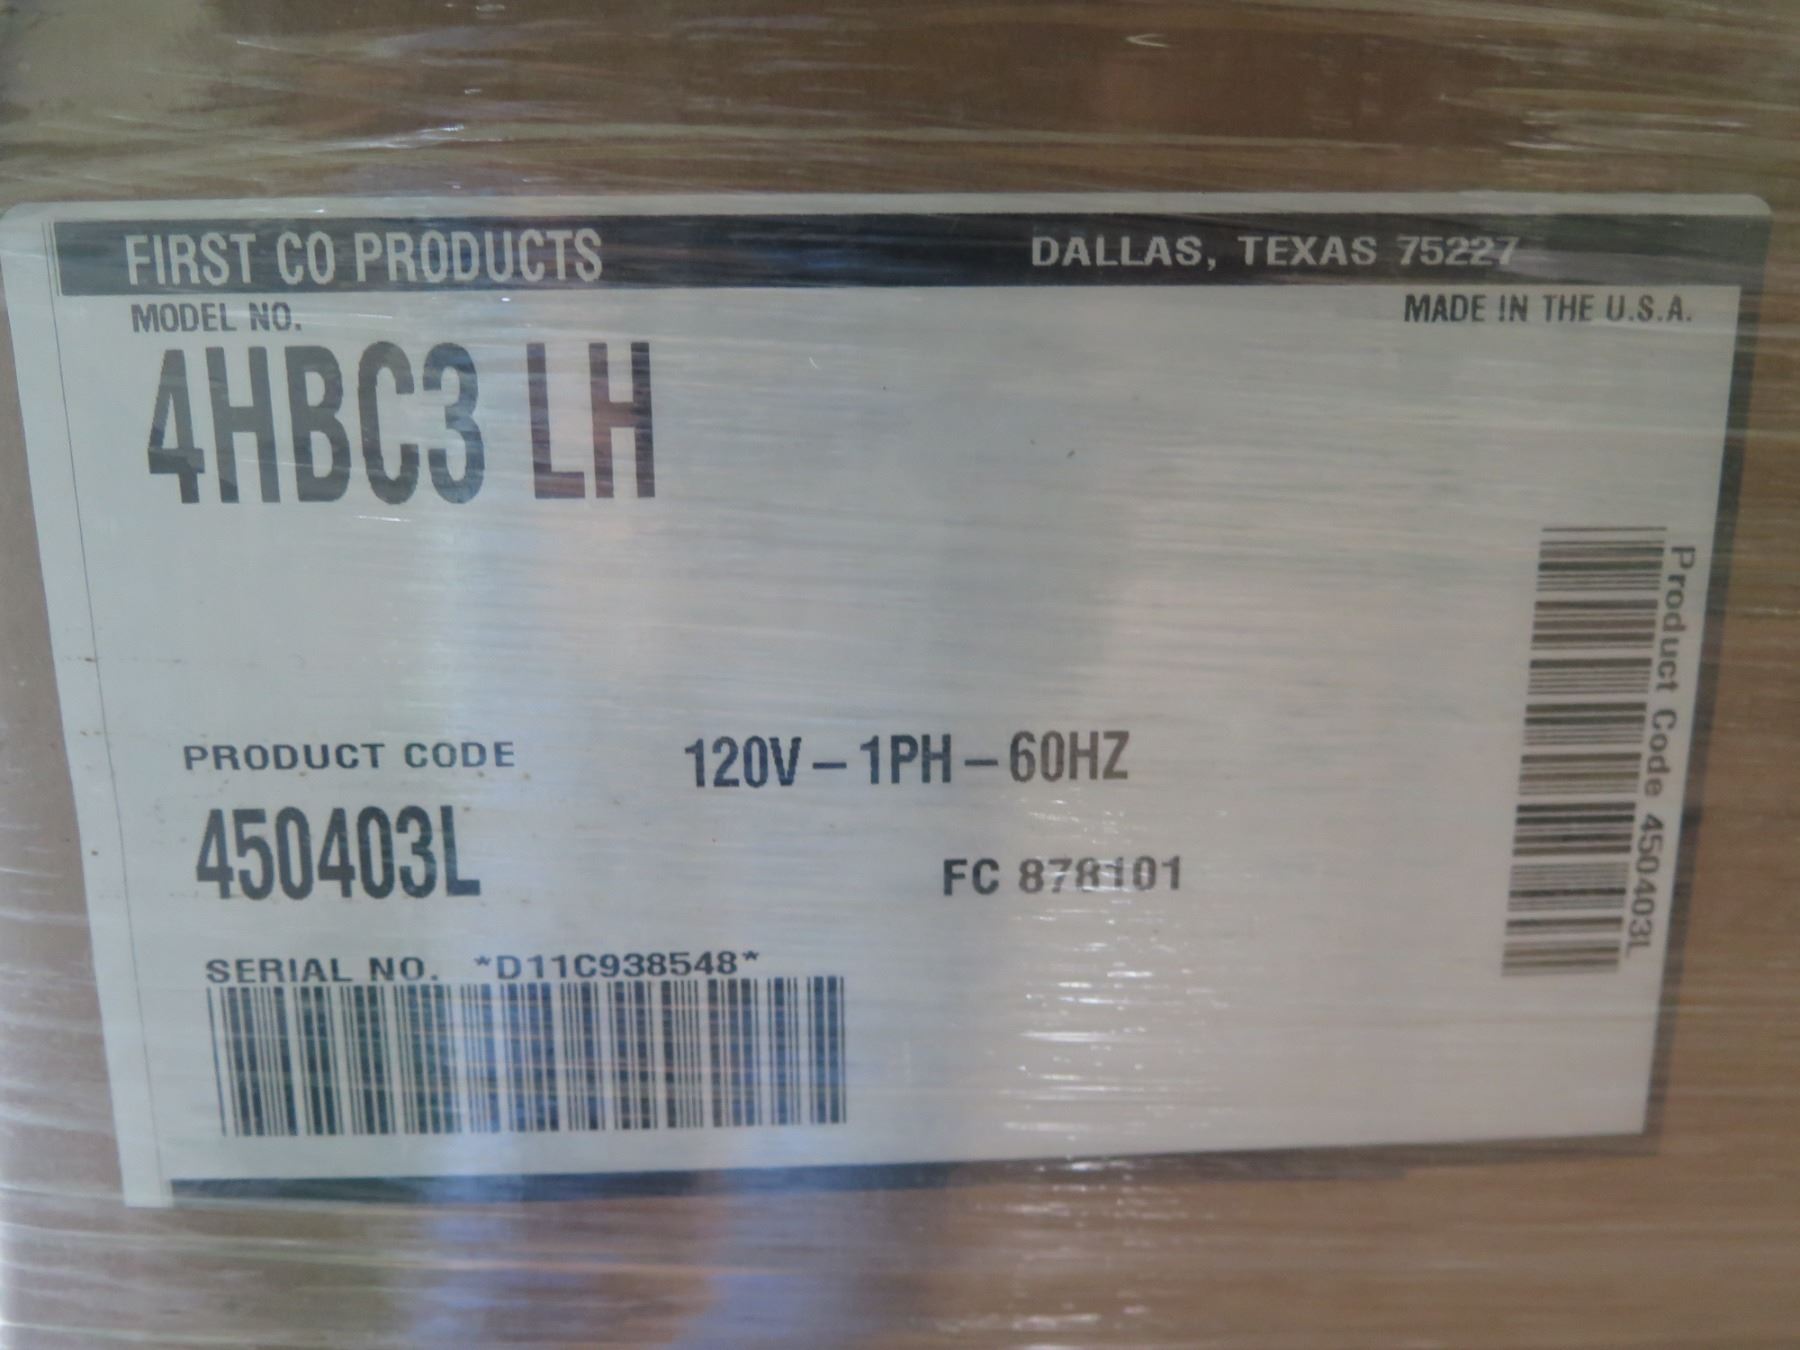 FIRST CO PRODUCTS
DALLAS, TEXAS 75227
MODEL NO.
MADE IN THE U.S.A.
4HBC3 LH
PRODUCT CODE
120V – 1PH – 60HZ
450403L
FC 878101
SERIAL NO. *D11C938548*
Product Code 450403L